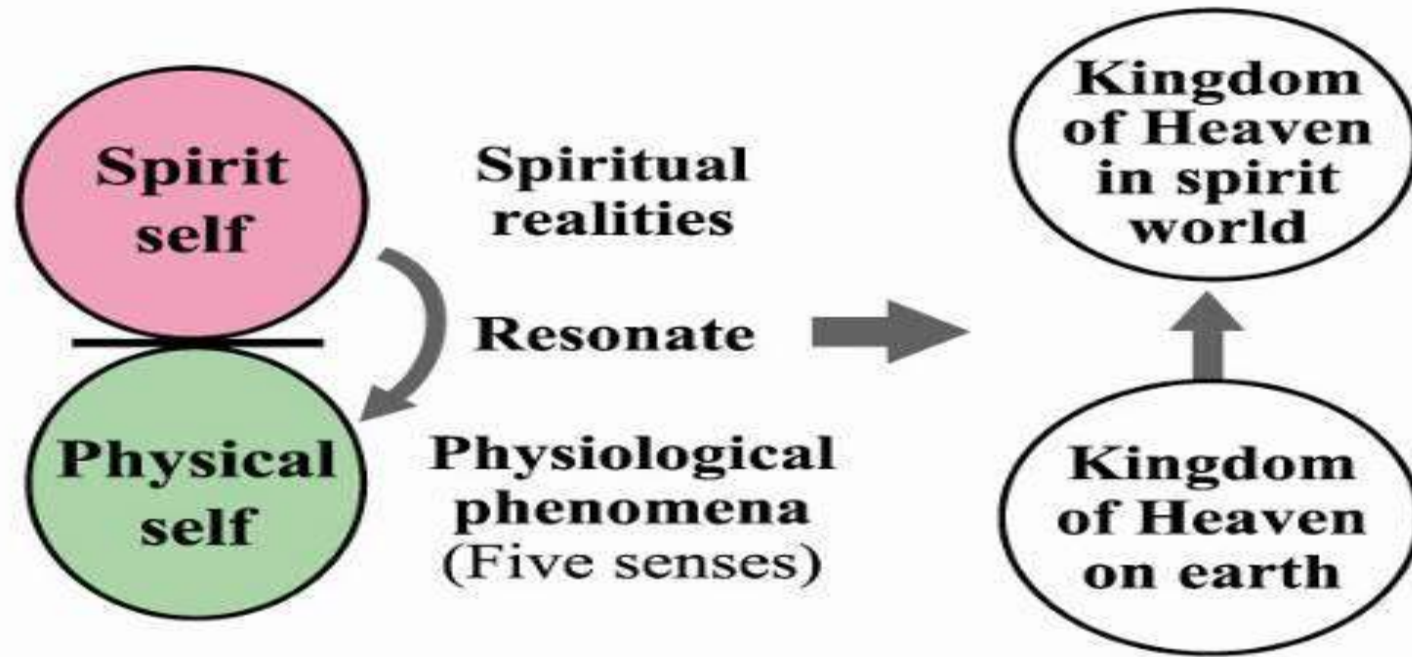 Spirit
self
Physical
self
Spiritual
realities
Resonate
Physiological
phenomena
(Five senses)
Kingdom
of Heaven
in spirit
world
Kingdom
of Heaven
on earth